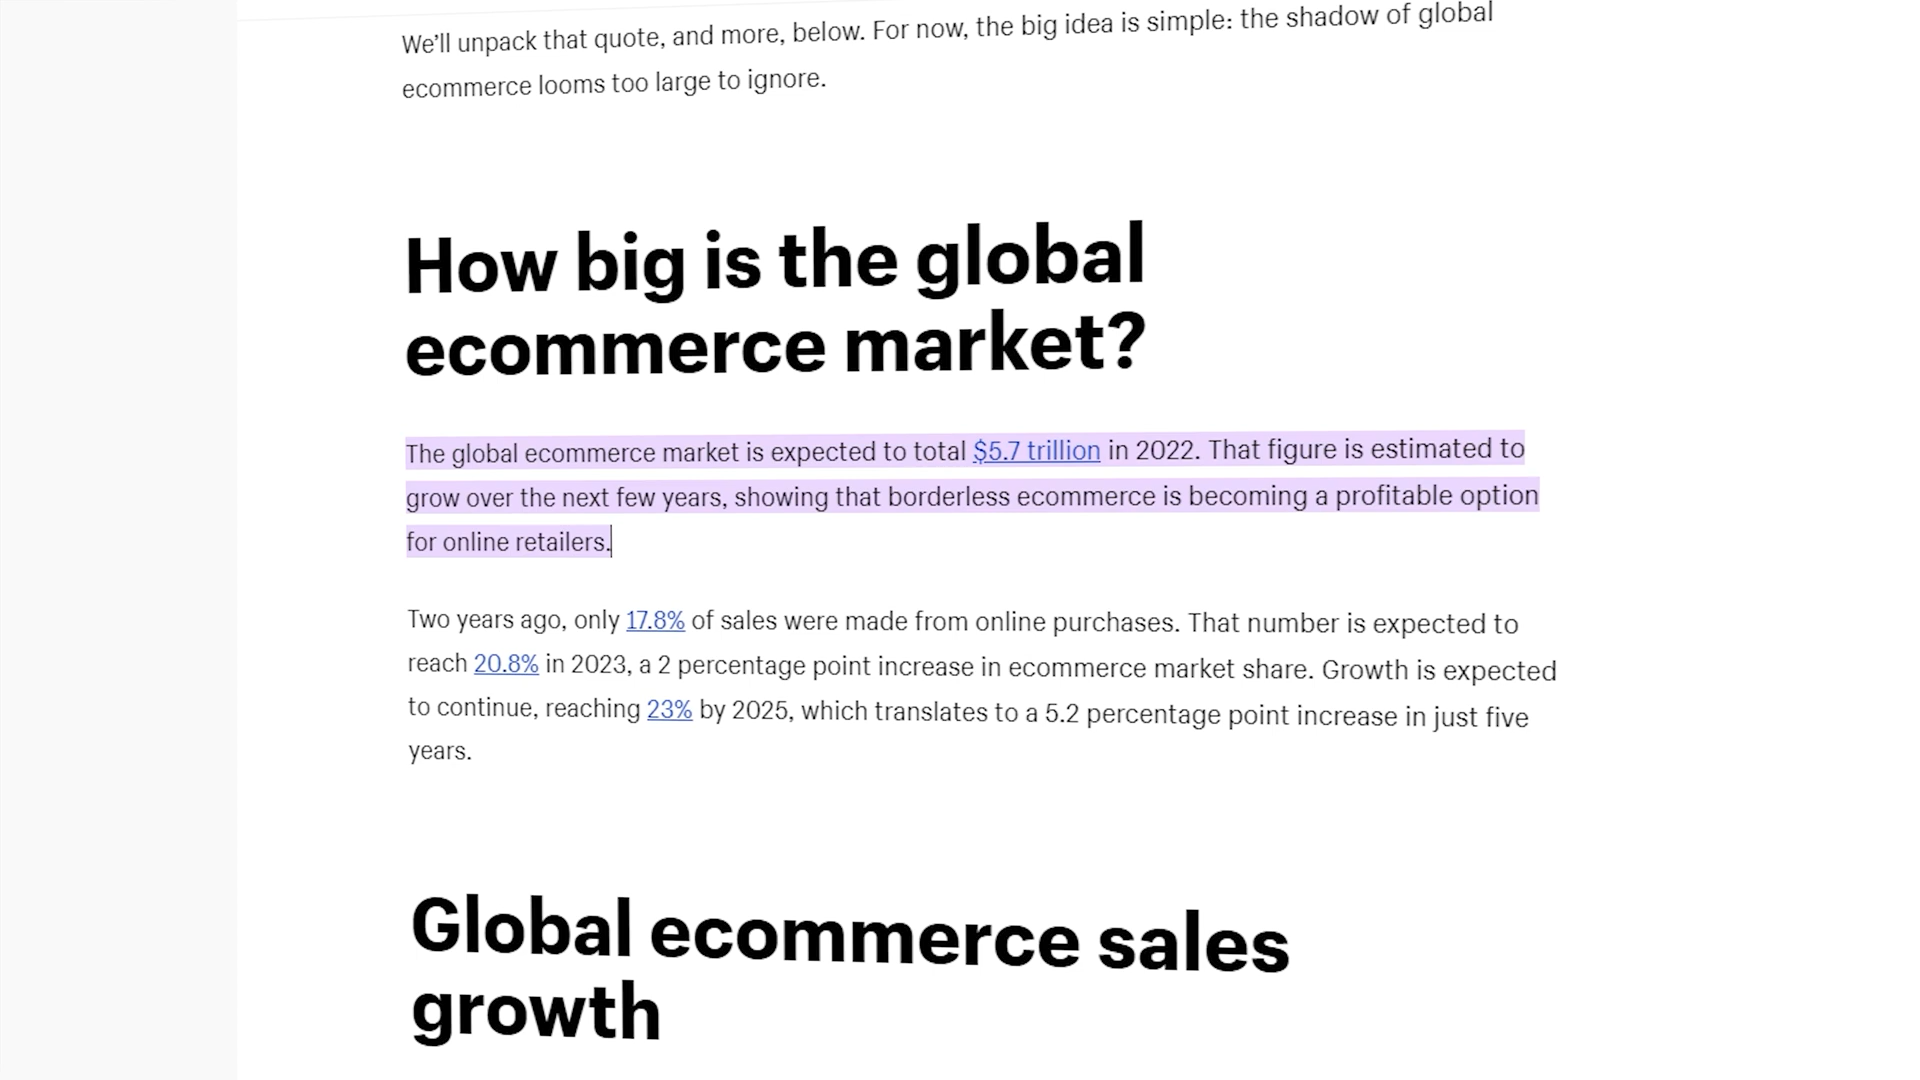 We'll unpack that quote, and more, below. For now, the big idea is simple: the shadow of global
ecommerce looms too large to ignore.
How big is the global
ecommerce market?
The global ecommerce market is expected to total $5.7 trillion in 2022. That figure is estimated to
grow over the next few years, showing that borderless ecommerce is becoming a profitable option
for online retailers.
Two years ago, only 17.8% of sales were made from online purchases. That number is expected to
reach 20.8% in 2023, a 2 percentage point increase in ecommerce market share. Growth is expected
to continue, reaching 23% by 2025, which translates to a 5.2 percentage point increase in just five
years.
Global ecommerce sales
growth